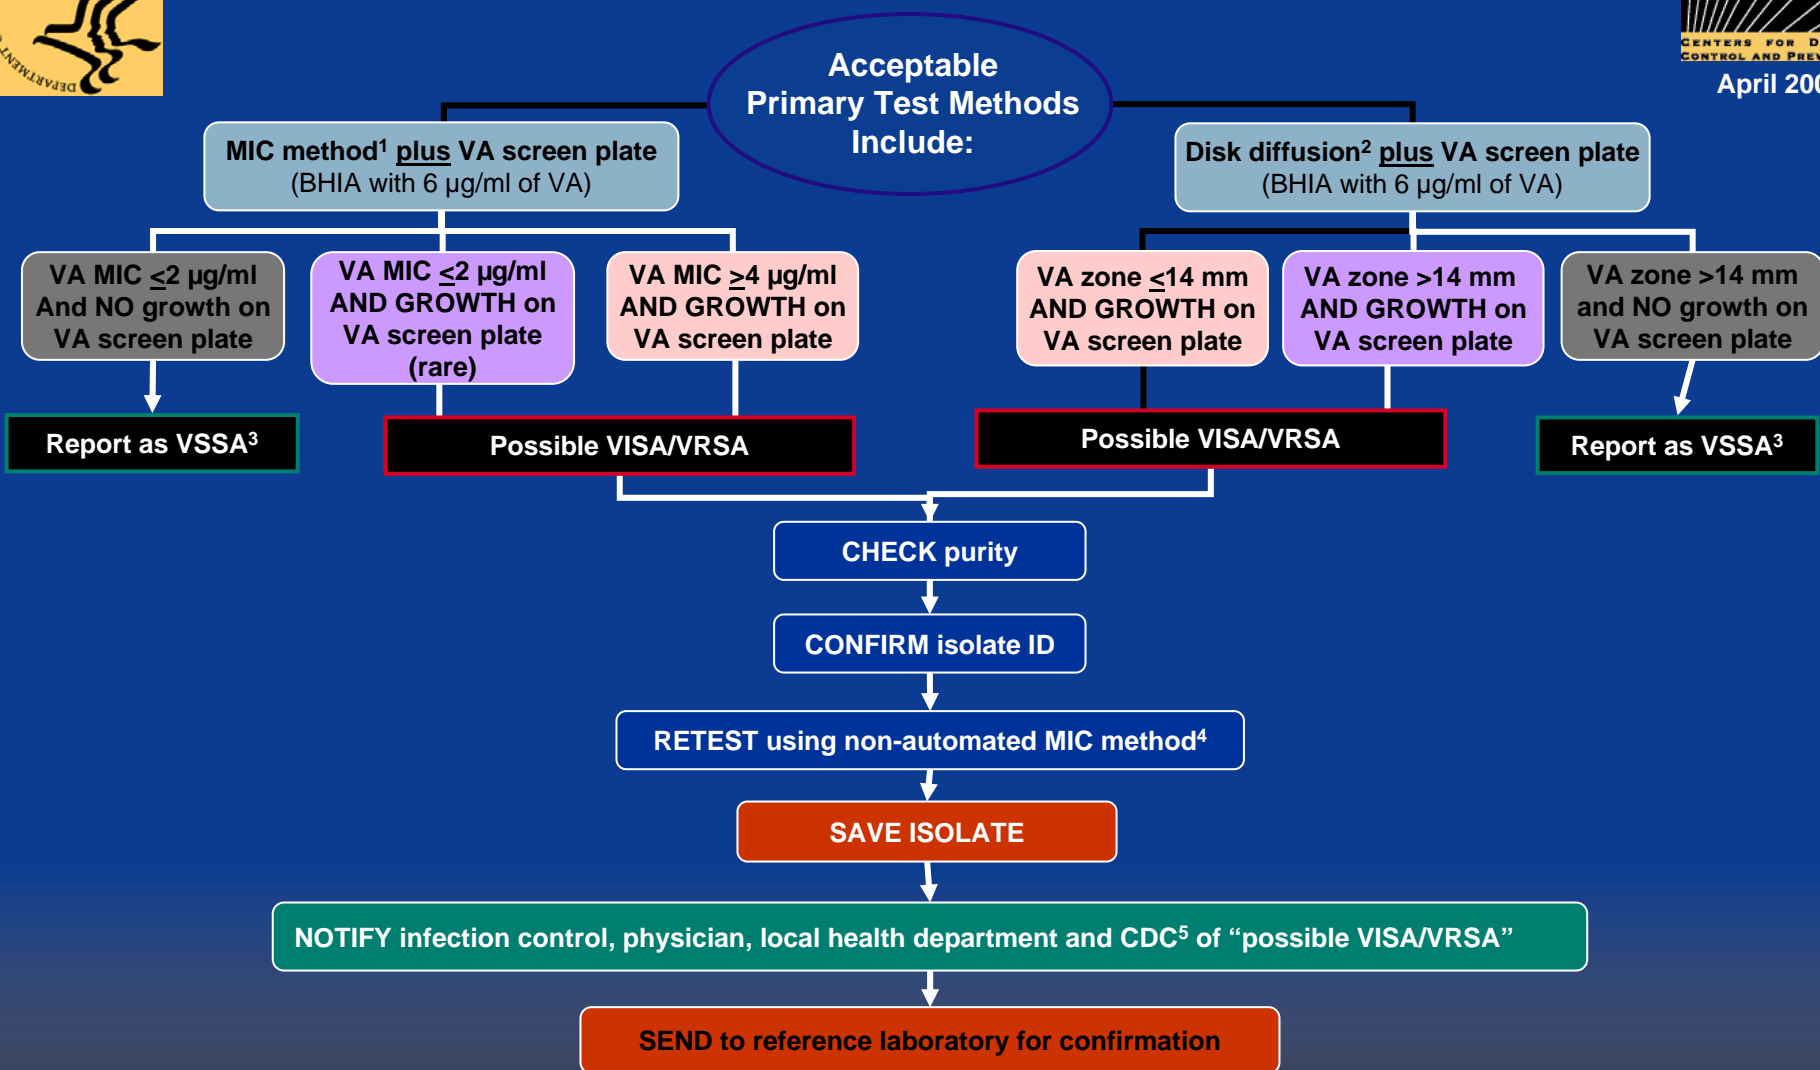 DEPARTMENT
CENTERS FOR
CONTROL AND
April
Acceptable
Primary Test Methods
Include:
MIC method¹ plus VA screen plate
(BHIA with 6 µg/ml of VA)
Disk diffusion² plus VA screen plate
(BHIA with 6 µg/ml of VA)
VA MIC ≤2 µg/ml
And NO growth on
VA screen plate
VA MIC ≤2 µg/ml
AND GROWTH on
VA screen plate
(rare)
VA MIC ≥4 µg/ml
AND GROWTH on
VA screen plate
VA zone ≤14 mm
AND GROWTH on
VA screen plate
VA zone >14 mm
AND GROWTH on
VA screen plate
VA zone >14 mm
and NO growth on
VA screen plate
Report as VSSA³
Possible VISA/VRSA
Possible VISA/VRSA
Report as VSSA³
CHECK purity
CONFIRM isolate ID
RETEST using non-automated MIC method⁴
SAVE ISOLATE
NOTIFY infection control, physician, local health department and CDC⁵ of “possible VISA/VRSA”
SEND to reference laboratory for confirmation